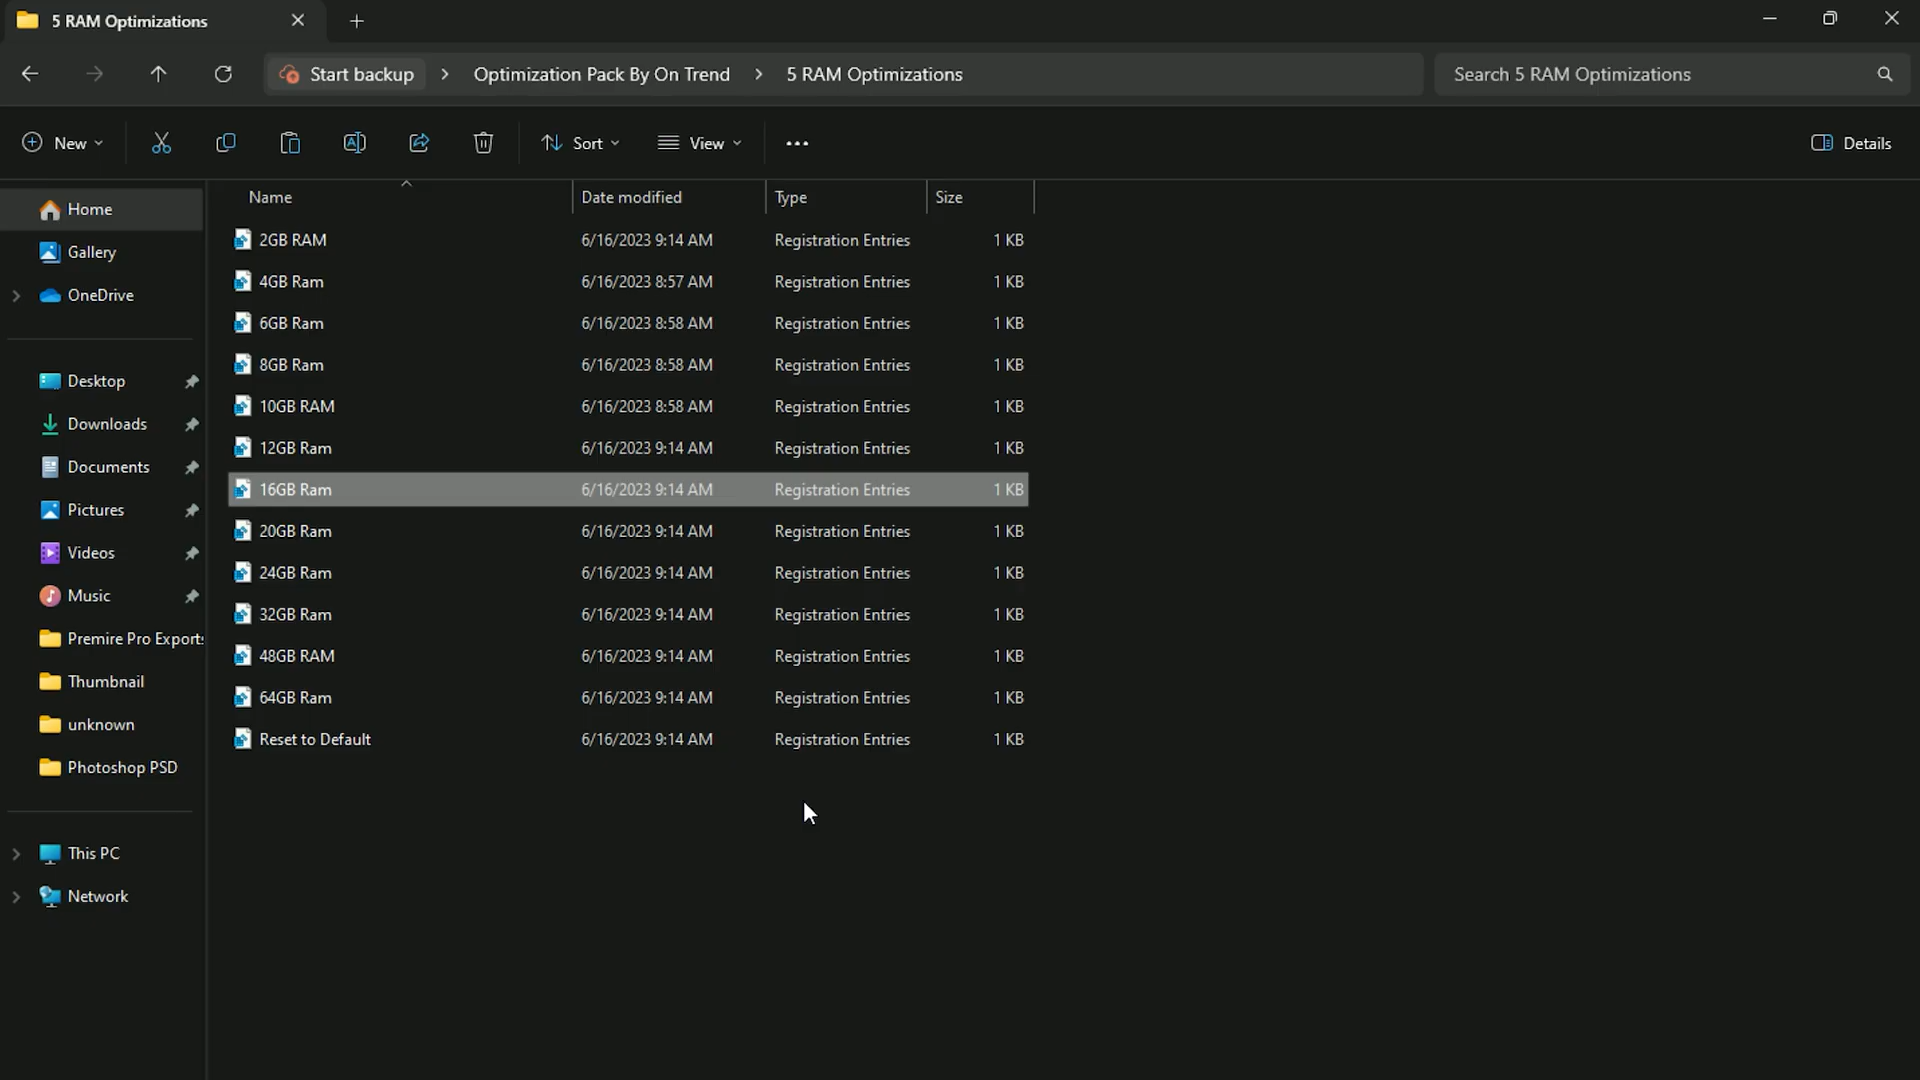 5 RAM Optimizations
Start backup > Optimization Pack By On Trend > 5 RAM Optimizations
Search 5 RAM Optimizations
New
Sort
View
Details
Name Date modified Type Size
Home
Gallery
OneDrive
Desktop
Downloads
Documents
Pictures
Videos
Music
Premire Pro Exports
Thumbnail
unknown
Photoshop PSD
This PC
Network
2GB RAM 6/16/2023 9:14 AM Registration Entries 1 KB
4GB Ram 6/16/2023 8:57 AM Registration Entries 1 KB
6GB Ram 6/16/2023 8:58 AM Registration Entries 1 KB
8GB Ram 6/16/2023 8:58 AM Registration Entries 1 KB
10GB RAM 6/16/2023 8:58 AM Registration Entries 1 KB
12GB Ram 6/16/2023 9:14 AM Registration Entries 1 KB
16GB Ram 6/16/2023 9:14 AM Registration Entries 1 KB
20GB Ram 6/16/2023 9:14 AM Registration Entries 1 KB
24GB Ram 6/16/2023 9:14 AM Registration Entries 1 KB
32GB Ram 6/16/2023 9:14 AM Registration Entries 1 KB
48GB RAM 6/16/2023 9:14 AM Registration Entries 1 KB
64GB Ram 6/16/2023 9:14 AM Registration Entries 1 KB
Reset to Default 6/16/2023 9:14 AM Registration Entries 1 KB